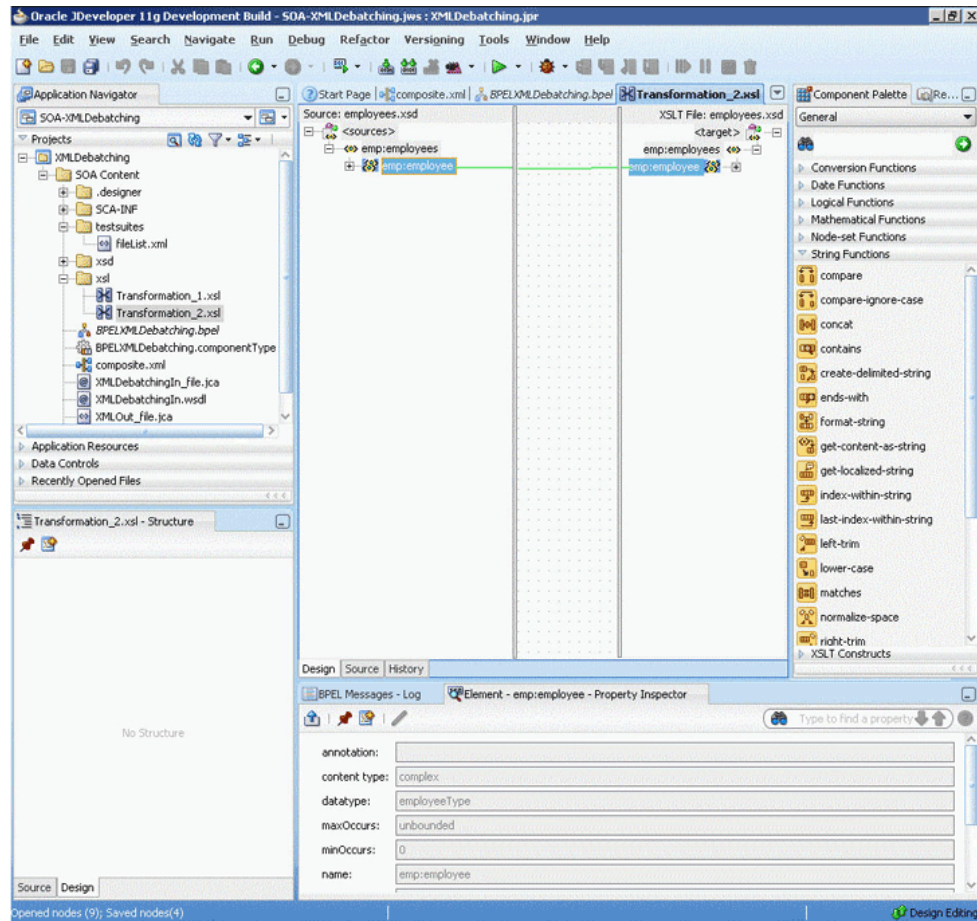 Oracle JDeveloper 11g Development Build - SOA-XMLDebatching.jws : XMLDebatching.jpr
File Edit View Search Navigate Run Debug Refactor Versioning Tools Window Help
Application Navigator
SOA-XMLDebatching
Projects
XMLDebatching
SOA Content
.designer
SCA-INF
testsuites
fileList.xml
xsd
xsl
Transformation_1.xsl
Transformation_2.xsl
BPELXMLDebatching.bpel
BPELXMLDebatching.componentType
composite.xml
XMLDebatchingIn_file.jca
XMLDebatchingIn.wsdl
XMLOut_file.jca
Application Resources
Data Controls
Recently Opened Files
Transformation_2.xsl - Structure
No Structure
Source Design
Start Page composite.xml BPELXMLDebatching.bpel Transformation_2.xsl
Source: employees.xsd XSLT File: employees.xsd
<sources> <target>
emp:employees emp:employees
emp:employee emp:employee
Design Source History
BPEL Messages - Log Element - emp:employee - Property Inspector
Type to find a property
annotation:
content type: complex
datatype: employeeType
maxOccurs: unbounded
minOccurs: 0
name: emp:employee
Component Palette Re...
General
Conversion Functions
Date Functions
Logical Functions
Mathematical Functions
Node-set Functions
String Functions
compare
compare-ignore-case
concat
contains
create-delimited-string
ends-with
format-string
get-content-as-string
get-localized-string
index-within-string
last-index-within-string
left-trim
lower-case
matches
normalize-space
right-trim
XSLT Constructs
Opened nodes (9); Saved nodes(4) Design Editing